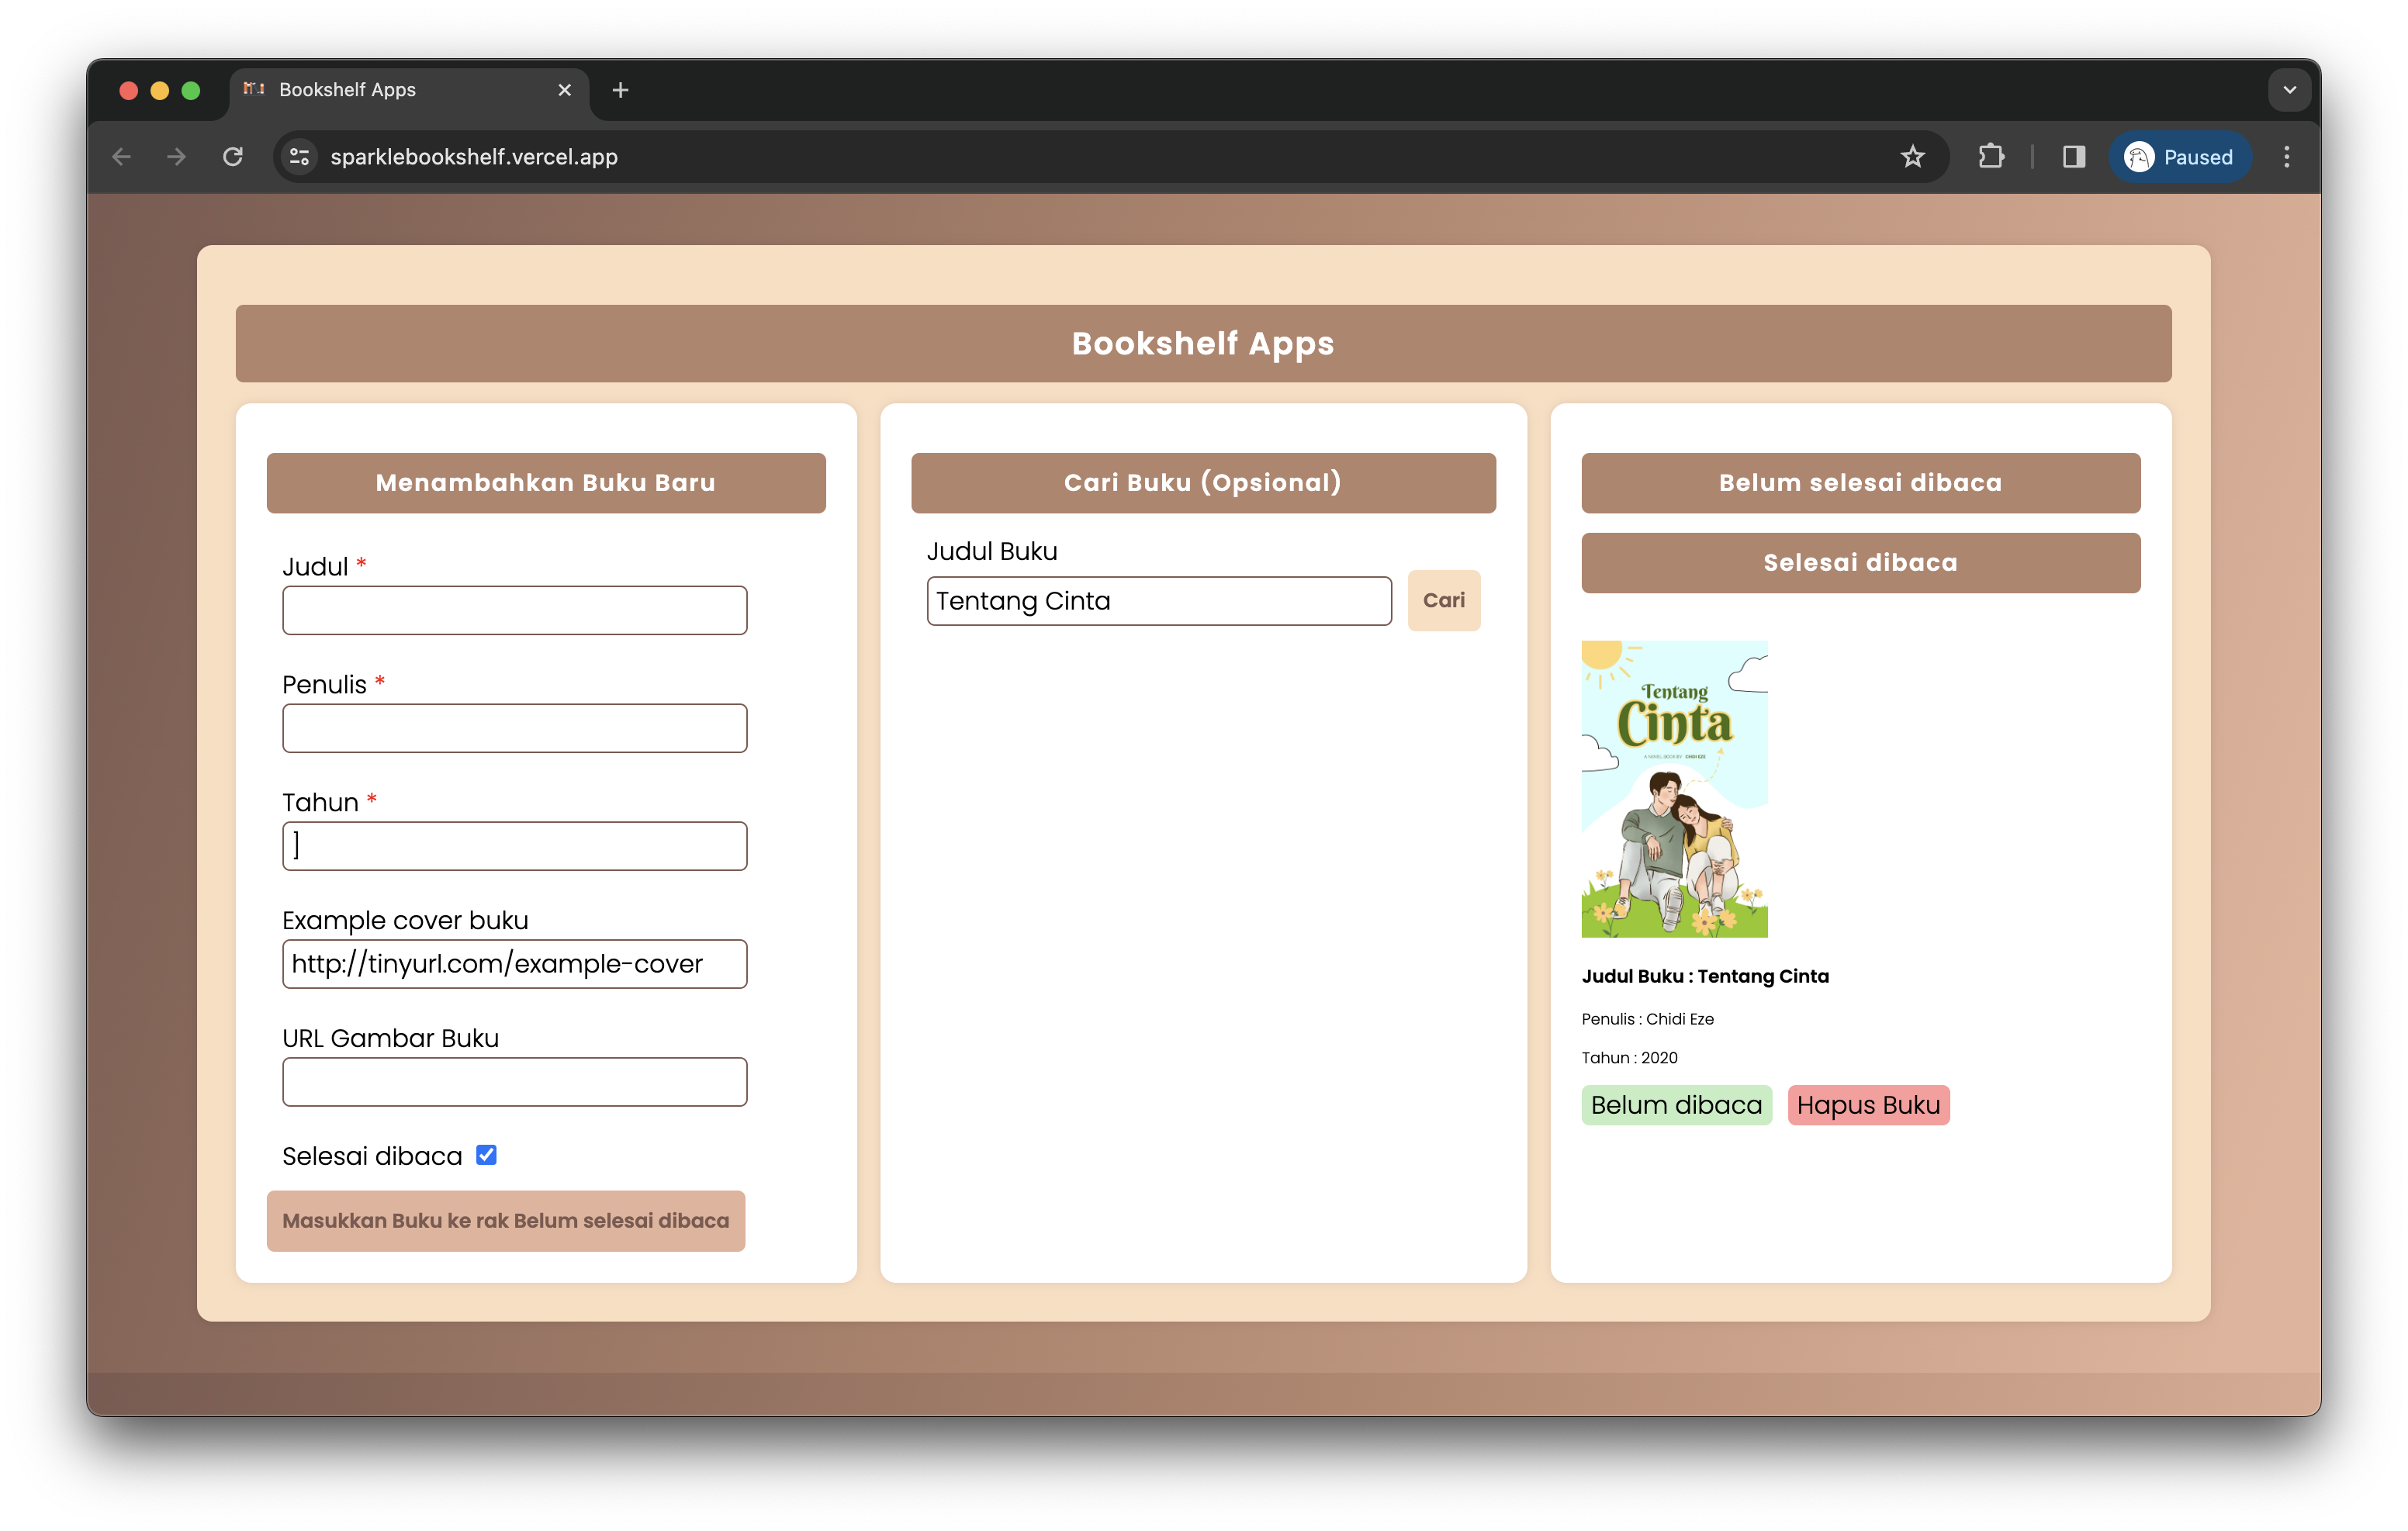 Bookshelf Apps
sparklebookshelf.vercel.app
Paused
Bookshelf Apps
Menambahkan Buku Baru
Judul *
Penulis *
Tahun *
]
Example cover buku
http://tinyurl.com/example-cover
URL Gambar Buku
Selesai dibaca
Masukkan Buku ke rak Belum selesai dibaca
Cari Buku (Opsional)
Judul Buku
Tentang Cinta
Cari
Belum selesai dibaca
Selesai dibaca
Tentang
Cinta
A NOVEL BOOK BY CHIDI EZE
Judul Buku : Tentang Cinta
Penulis : Chidi Eze
Tahun : 2020
Belum dibaca
Hapus Buku